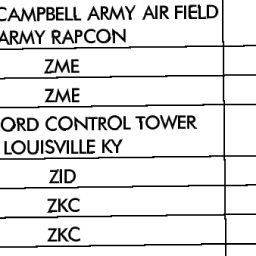 CAMPBELL ARMY AIR FIELD
ARMY RAPCON
ZME
ZME
ORD CONTROL TOWER
LOUISVILLE KY
ZID
ZKC
ZKC